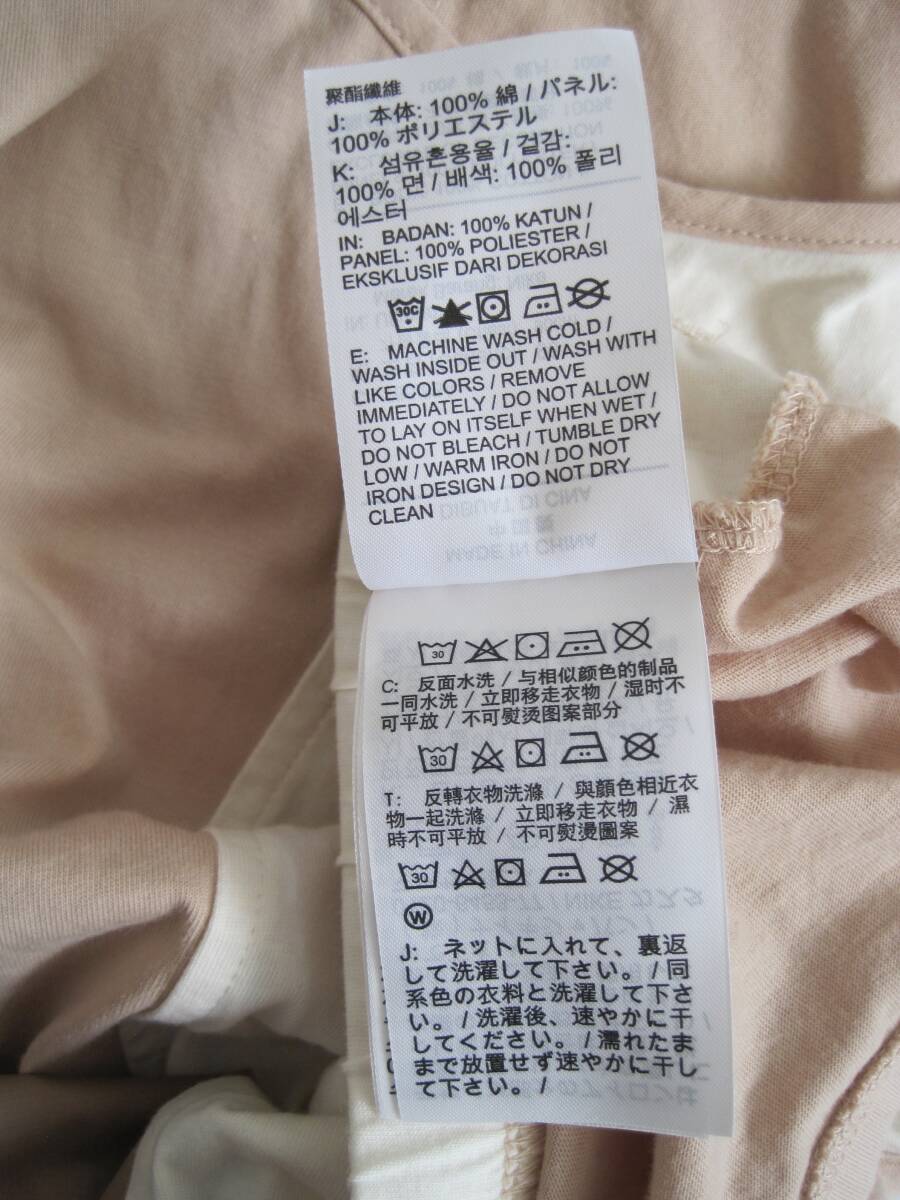 聚酯纖維
J: 本体: 100% 綿 / パネル:
100% ポリエステル
K: 섬유혼용율 / 겉감:
100% 면 / 배색: 100% 폴리
에스터
IN: BADAN: 100% KATUN /
PANEL: 100% POLIESTER /
EKSKLUSIF DARI DEKORASI
30C
E: MACHINE WASH COLD /
WASH INSIDE OUT / WASH WITH
LIKE COLORS / REMOVE
IMMEDIATELY / DO NOT ALLOW
TO LAY ON ITSELF WHEN WET /
DO NOT BLEACH / TUMBLE DRY
LOW / WARM IRON / DO NOT
IRON DESIGN / DO NOT DRY
CLEAN
DIBUAT DI CINA
中國製
MADE IN CHINA
30
C: 反面水洗 / 与相似颜色的制品
一同水洗 / 立即移走衣物 / 湿时不
可平放 / 不可熨烫图案部分
30
T: 反轉衣物洗滌 / 與顏色相近衣
物一起洗滌 / 立即移走衣物 / 濕
時不可平放 / 不可熨燙圖案
30
W
J: ネットに入れて、裏返
して洗濯して下さい。 / 同
系色の衣料と洗濯して下さ
い。 / 洗濯後、速やかに干
してください。 / 濡れたま
まで放置せず速やかに干し
て下さい。 /